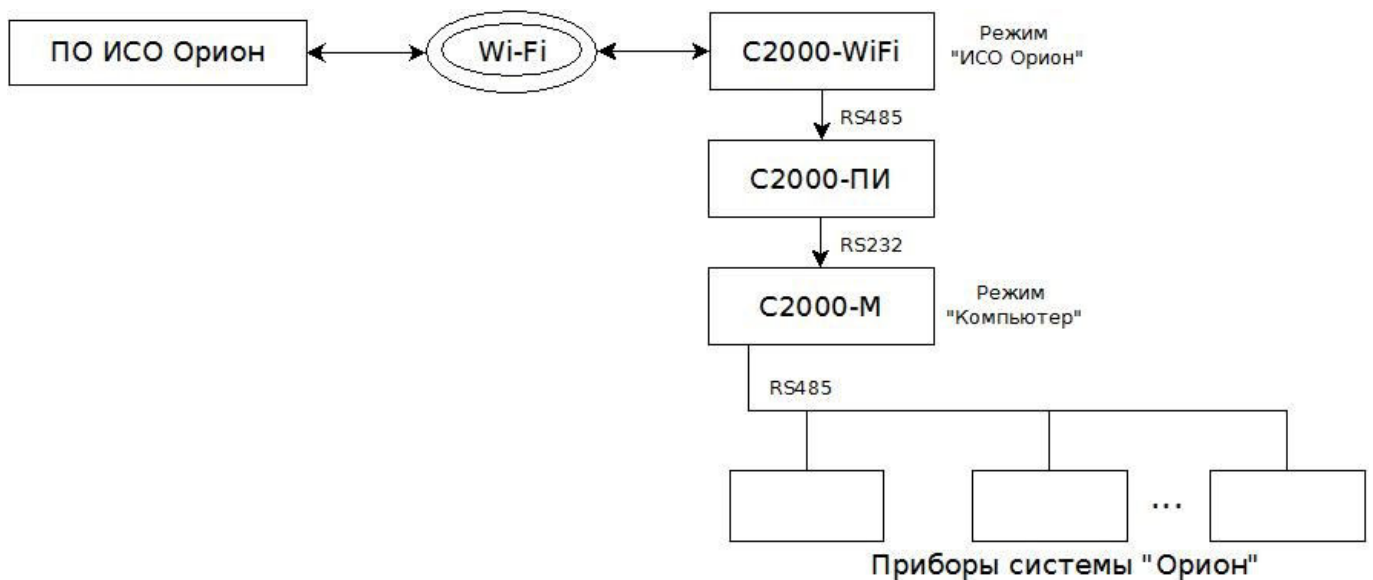 ПО ИСО Орион
Wi-Fi
С2000-WiFi
Режим
"ИСО Орион"
RS485
С2000-ПИ
RS232
С2000-М
Режим
"Компьютер"
RS485
...
Приборы системы "Орион"